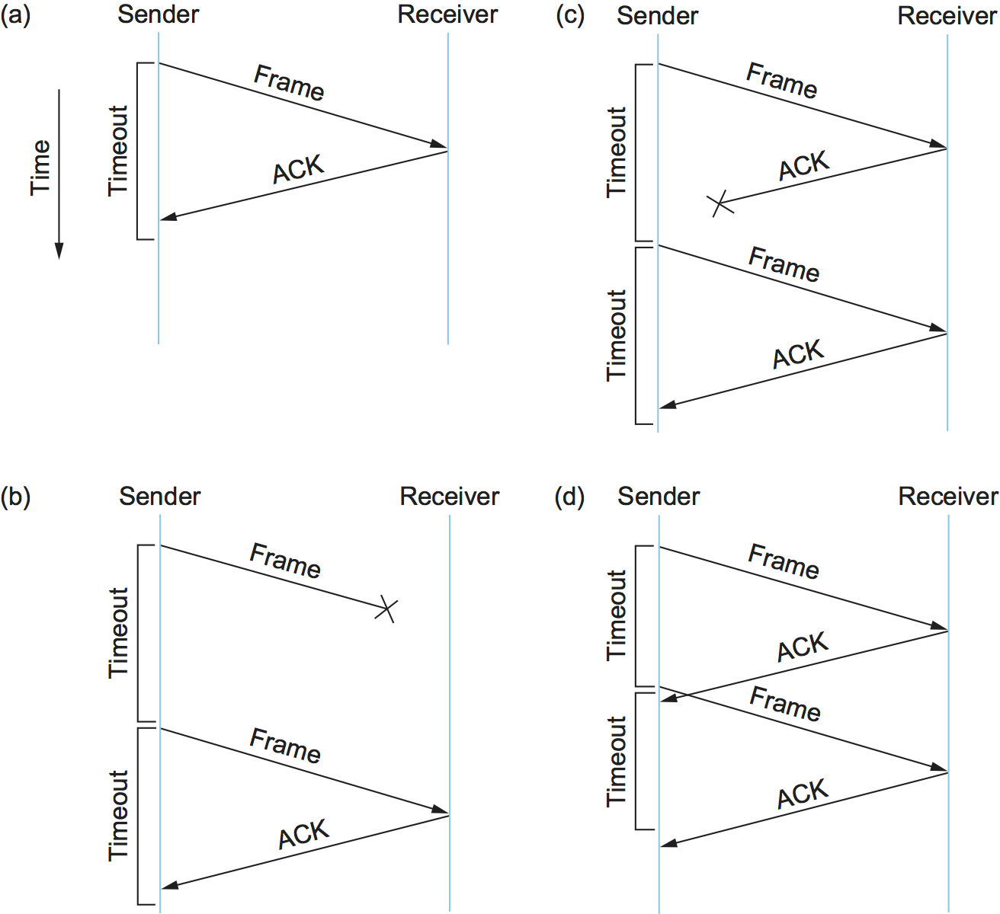 (a)
Sender
Receiver
Time
Timeout
Frame
ACK
(c)
Sender
Receiver
Timeout
Frame
ACK
Timeout
Frame
ACK
(b)
Sender
Receiver
Timeout
Frame
Timeout
Frame
ACK
(d)
Sender
Receiver
Timeout
Frame
ACK
Timeout
Frame
ACK